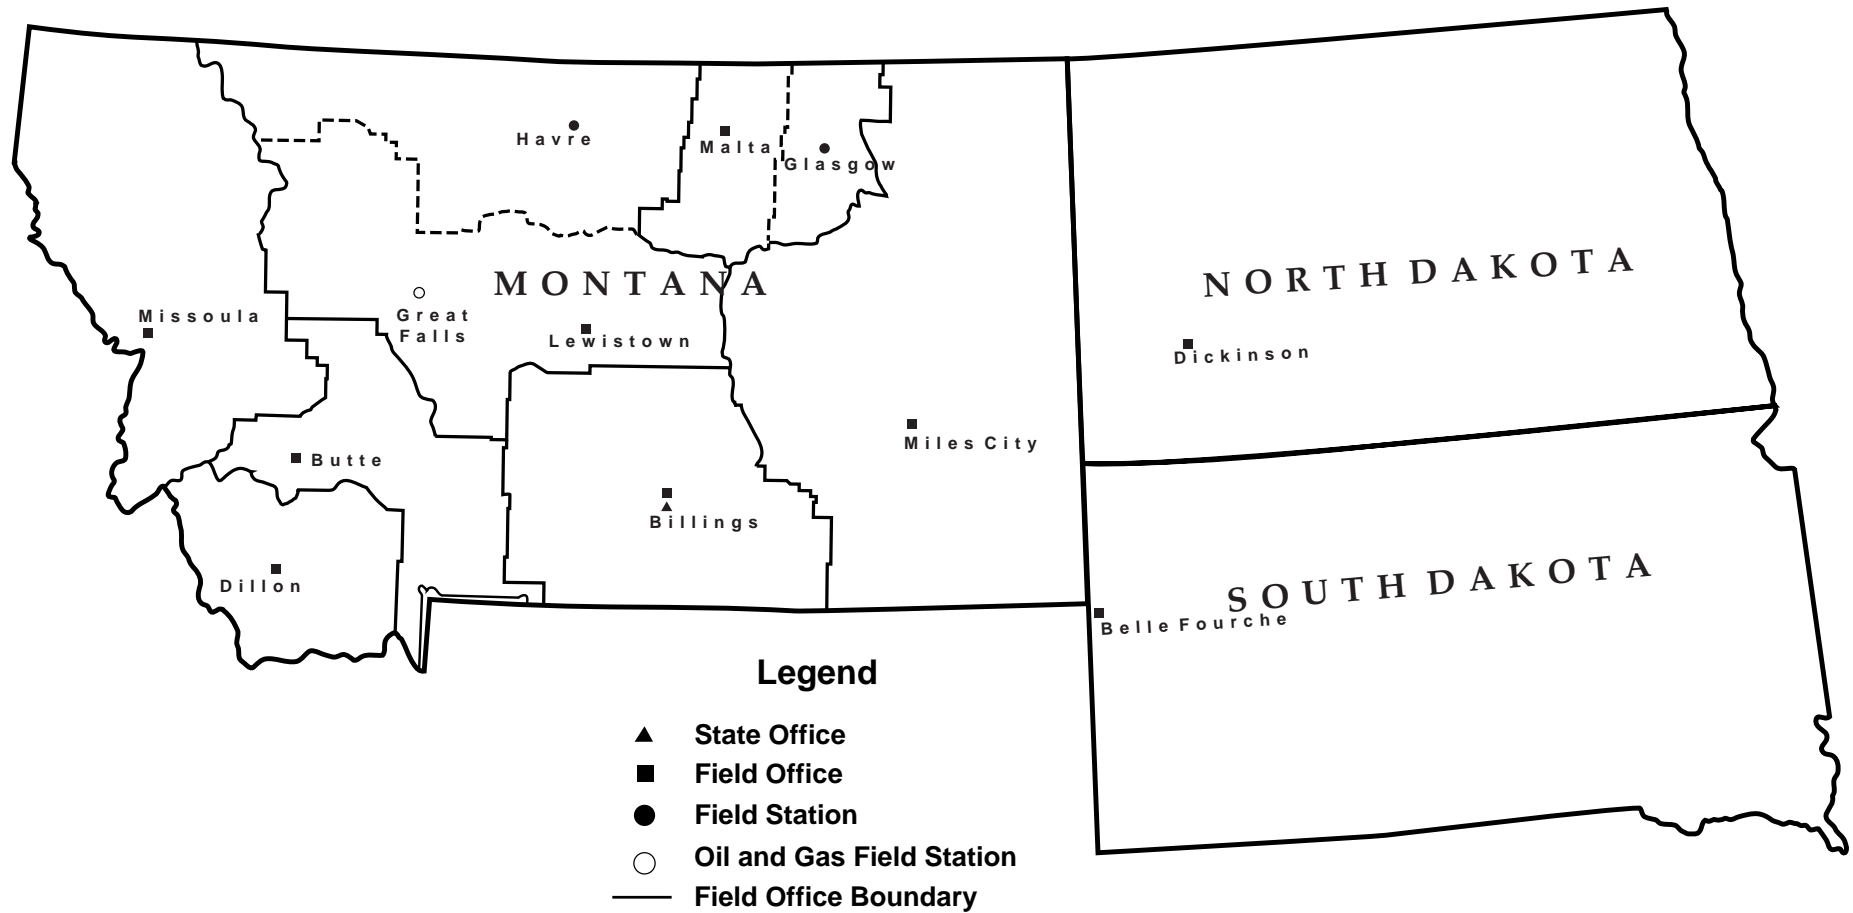 Havre
Malta
Glasgow
NORTH DAKOTA
MONTANA
Missoula
Great
Falls
Lewistown
Dickinson
Miles City
Butte
Billings
Dillon
SOUTH DAKOTA
Belle Fourche
Legend
State Office
Field Office
Field Station
Oil and Gas Field Station
Field Office Boundary